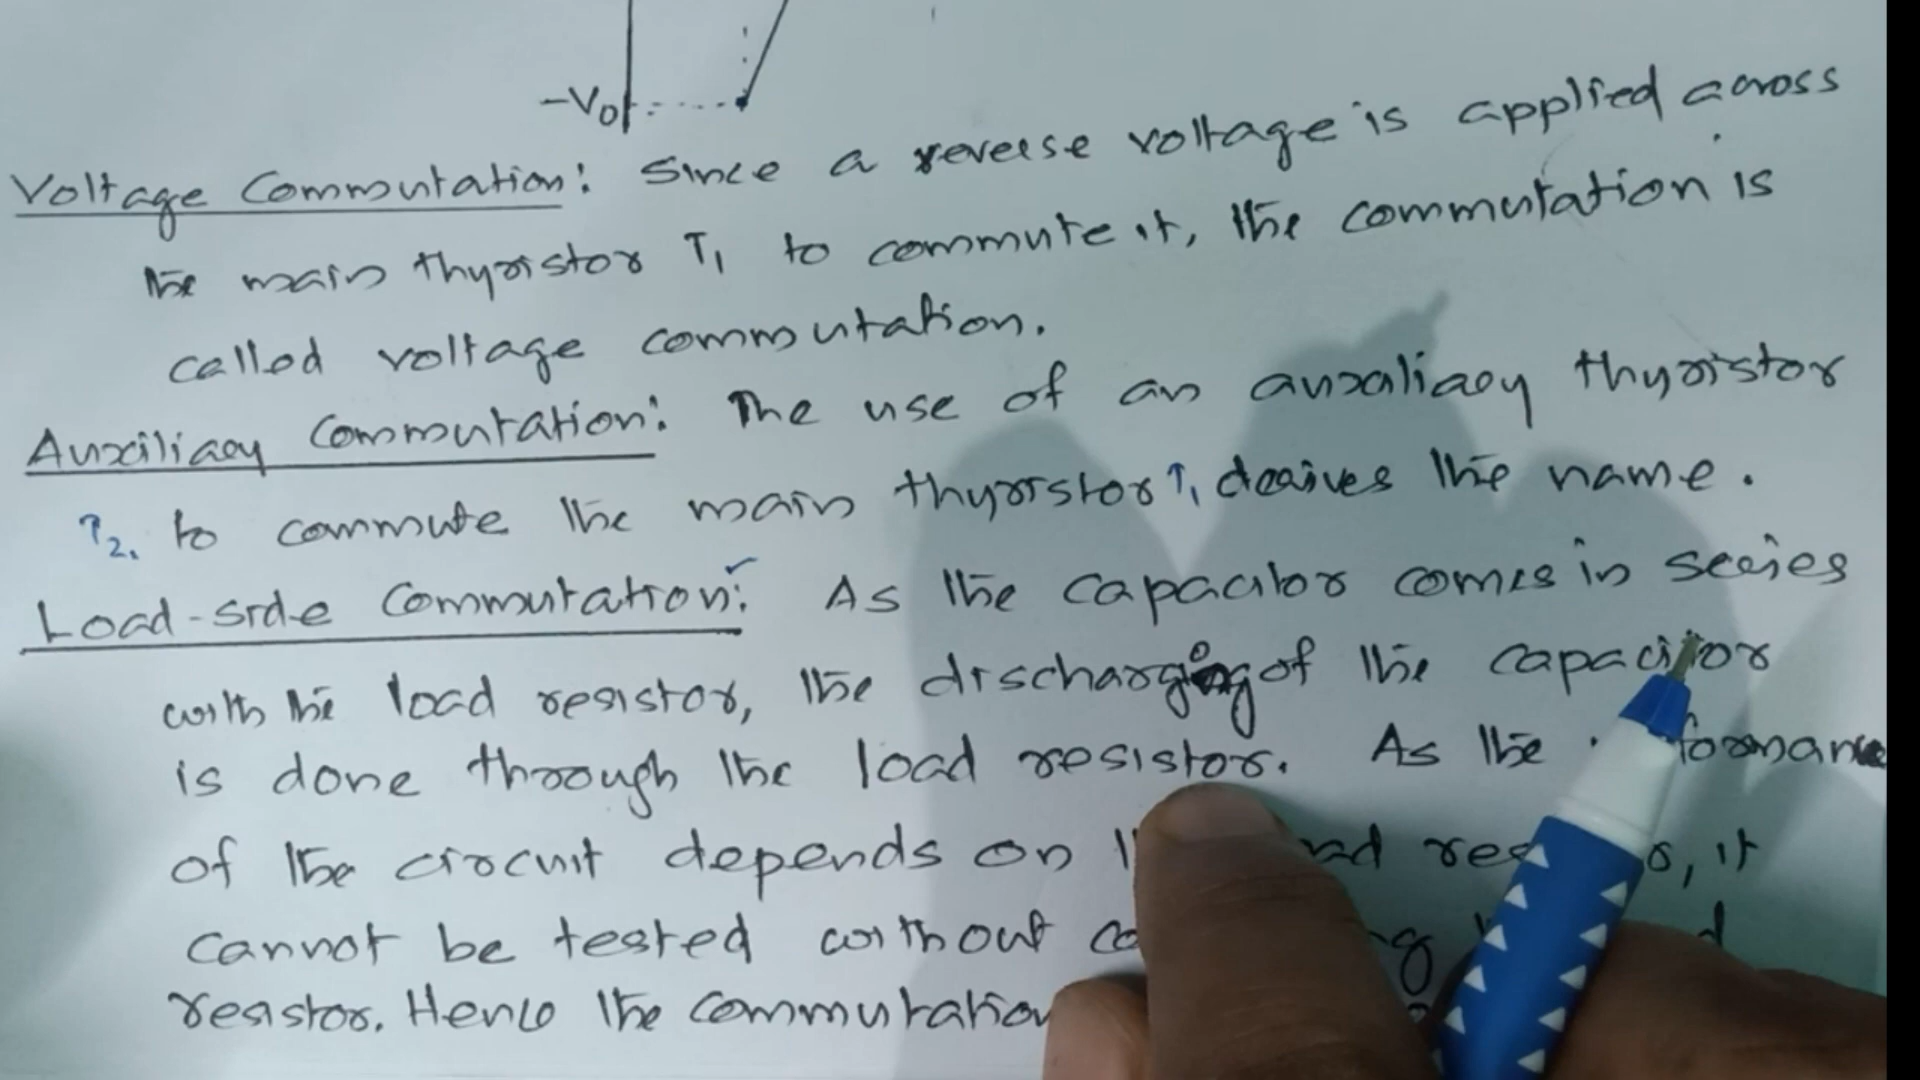 -V0
Voltage Commutation: Since a reverse voltage is applied across
the main thyristor T1 to commute it, the commutation is
called voltage commutation.
Auxiliary Commutation: The use of an auxaliary thyristor
T2. to commute the main thyristor T1 derives the name.
Load-side Commutation: As the capacitor comes in series
with the load resistor, the discharging of the capacitor
is done through the load resistor. As the
of the circuit depends on it
cannot be tested without
resistor. Hence the commutation